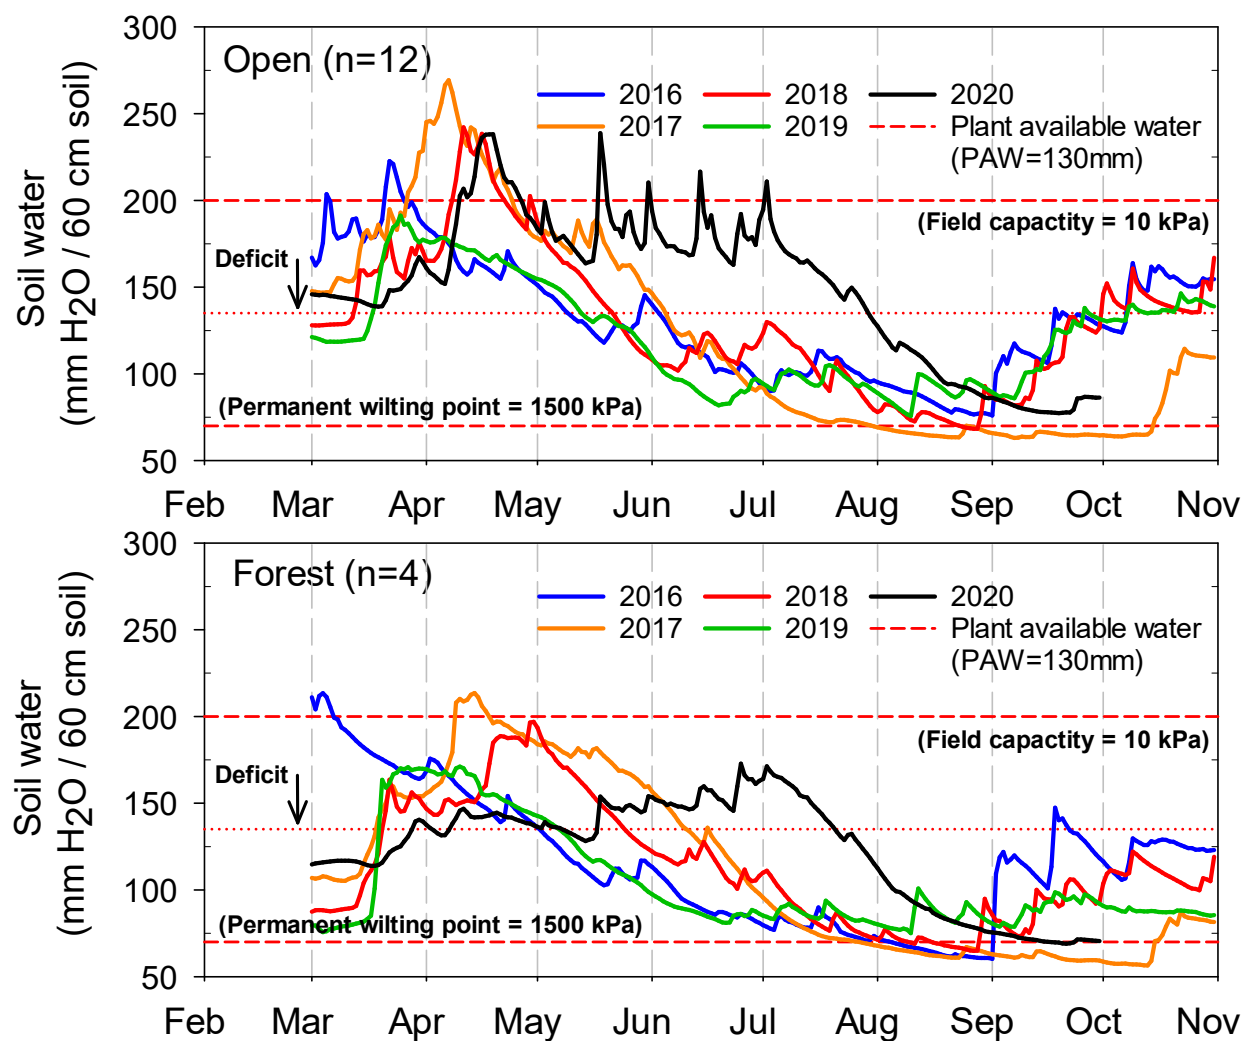 300
250
200
150
100
50
Soil water
(mm H2O / 60 cm soil)
Open (n=12)
2016
2018
2020
2017
2019
Plant available water
(PAW=130mm)
(Field capactity = 10 kPa)
Deficit
(Permanent wilting point = 1500 kPa)
Feb Mar Apr May Jun Jul Aug Sep Oct Nov
300
250
200
150
100
50
Soil water
(mm H2O / 60 cm soil)
Forest (n=4)
2016
2018
2020
2017
2019
Plant available water
(PAW=130mm)
(Field capactity = 10 kPa)
Deficit
(Permanent wilting point = 1500 kPa)
Feb Mar Apr May Jun Jul Aug Sep Oct Nov